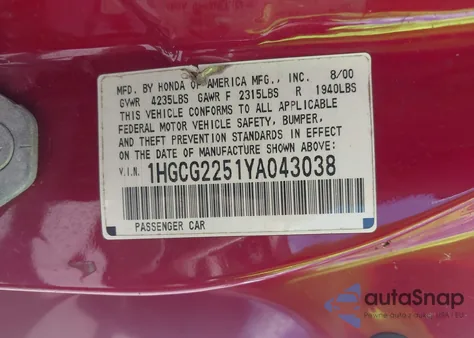 MFD. BY HONDA OF AMERICA MFG., INC. 8/00
GVWR 4235LBS GAWR F 2315LBS R 1940LBS
THIS VEHICLE CONFORMS TO ALL APPLICABLE
FEDERAL MOTOR VEHICLE SAFETY, BUMPER,
AND THEFT PREVENTION STANDARDS IN EFFECT
ON THE DATE OF MANUFACTURE SHOWN ABOVE:
V.I.N. 1HGCG2251YA043038
PASSENGER CAR
autoSnap